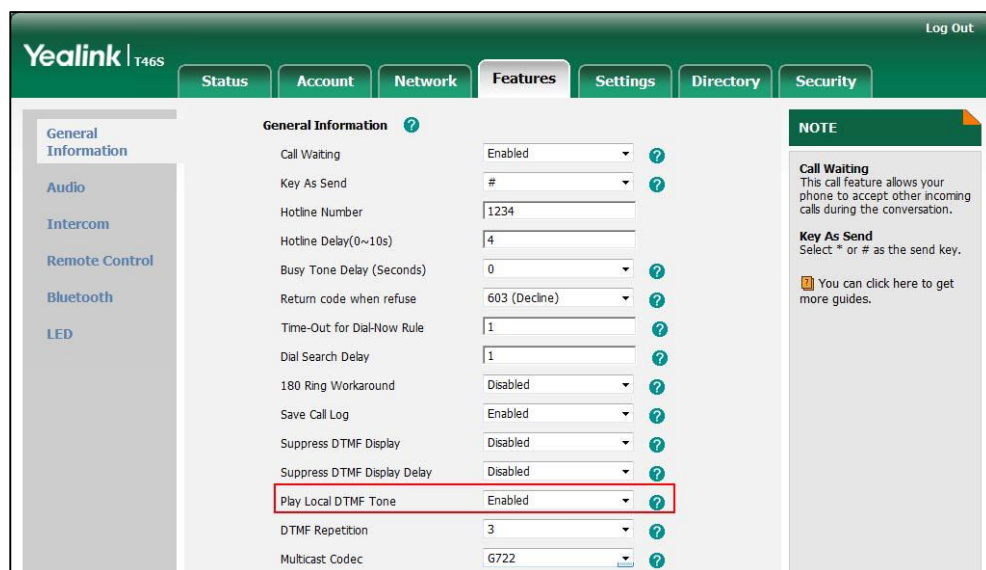 Log Out
Yealink T46S
Status Account Network Features Settings Directory Security
General
Information
Audio
Intercom
Remote Control
Bluetooth
LED
General Information ?
Call Waiting Enabled ?
Key As Send # ?
Hotline Number 1234
Hotline Delay(0~10s) 4
Busy Tone Delay (Seconds) 0 ?
Return code when refuse 603 (Decline) ?
Time-Out for Dial-Now Rule 1 ?
Dial Search Delay 1 ?
180 Ring Workaround Disabled ?
Save Call Log Enabled ?
Suppress DTMF Display Disabled ?
Suppress DTMF Display Delay Disabled ?
Play Local DTMF Tone Enabled ?
DTMF Repetition 3 ?
Multicast Codec G722 ?
NOTE
Call Waiting
This call feature allows your
phone to accept other incoming
calls during the conversation.
Key As Send
Select * or # as the send key.
? You can click here to get
more guides.